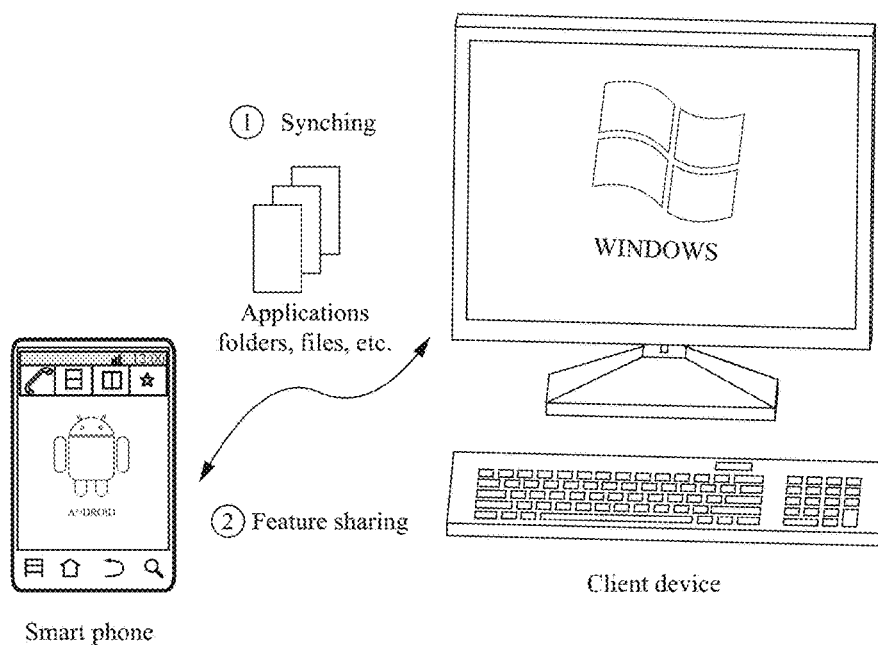 1 Synching
WINDOWS
Applications
folders, files, etc.
ANDROID
2 Feature sharing
Client device
Smart phone